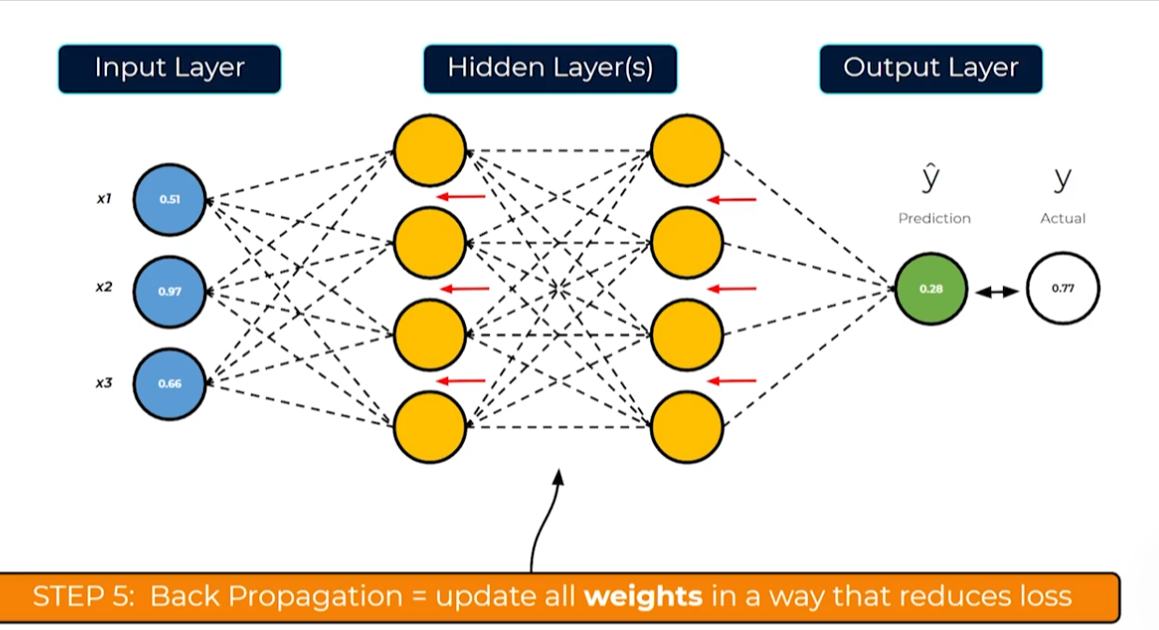 Input Layer
Hidden Layer(s)
Output Layer
ŷ
y
Prediction
Actual
x1
0.51
x2
0.97
x3
0.66
0.28
0.77
STEP 5: Back Propagation = update all weights in a way that reduces loss